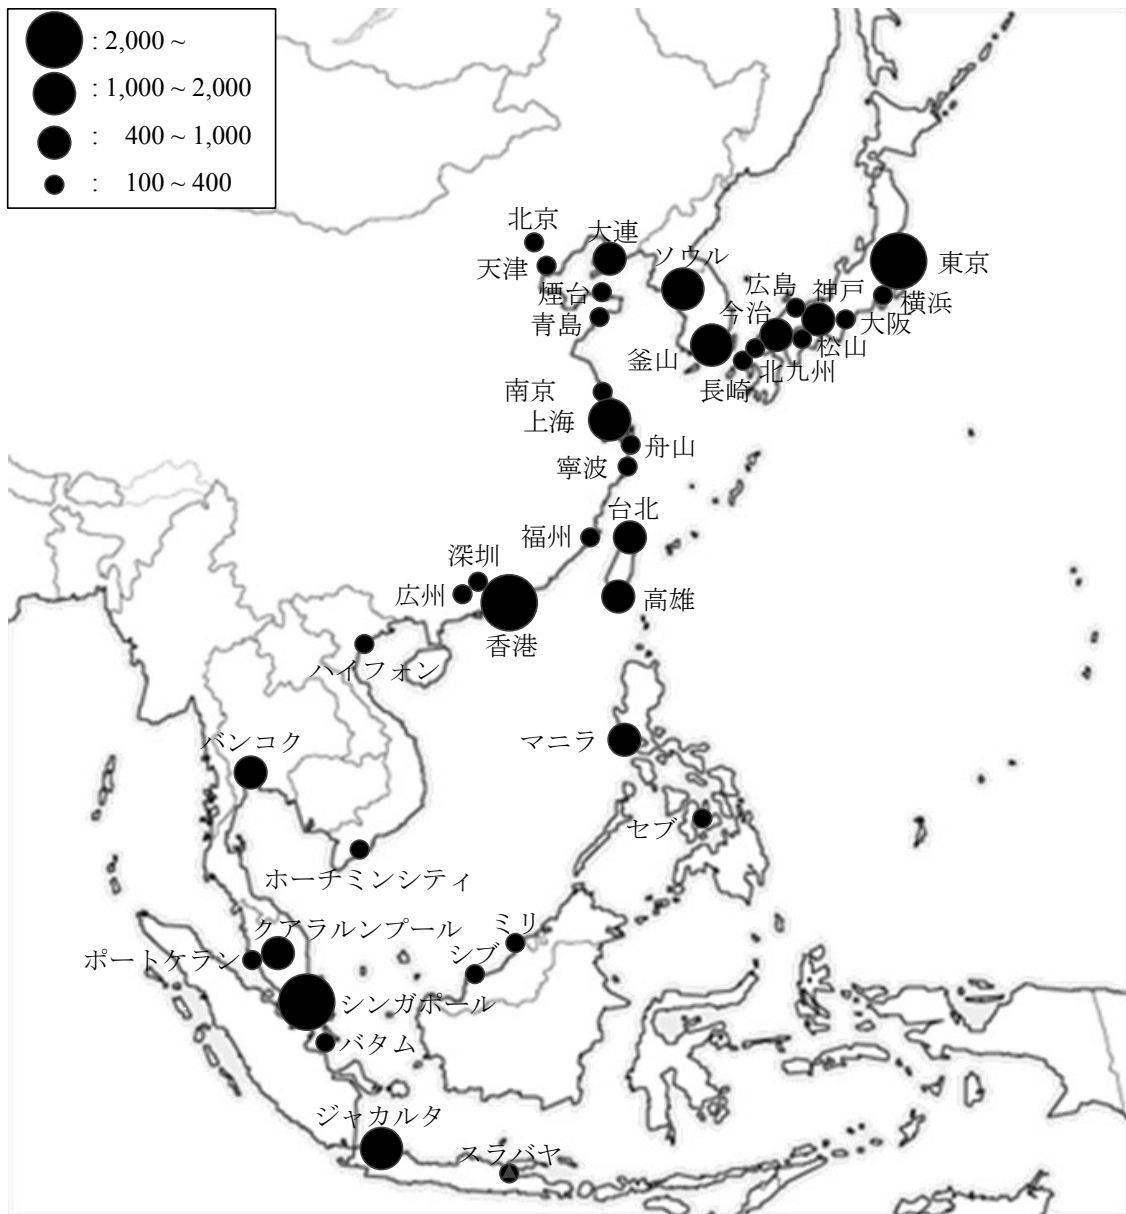 : 2,000 ~
: 1,000 ~ 2,000
: 400 ~ 1,000
: 100 ~ 400
北京
大連
天津
ソウル
東京
煙台
広島
神戸
横浜
青島
今治
大阪
釜山
松山
北九州
長崎
南京
上海
舟山
寧波
台北
福州
深圳
広州
高雄
香港
ハイフォン
バンコク
マニラ
セブ
ホーチミンシティ
ミリ
クアラルンプール
シブ
ポートケラン
シンガポール
バタム
ジャカルタ
スラバヤ